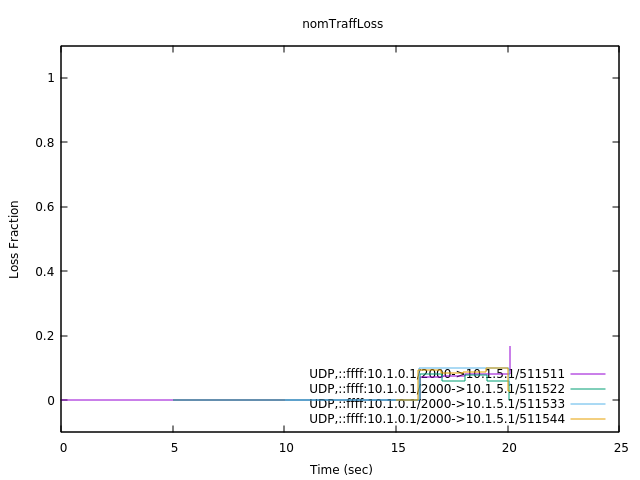 nomTraffLoss
1
0.8
0.6
0.4
0.2
0
Loss Fraction
UDP,::ffff:10.1.0.1/2000->10.1.5.1/511511
UDP,::ffff:10.1.0.1/2000->10.1.5.1/511522
UDP,::ffff:10.1.0.1/2000->10.1.5.1/511533
UDP,::ffff:10.1.0.1/2000->10.1.5.1/511544
0 5 10 15 20 25
Time (sec)